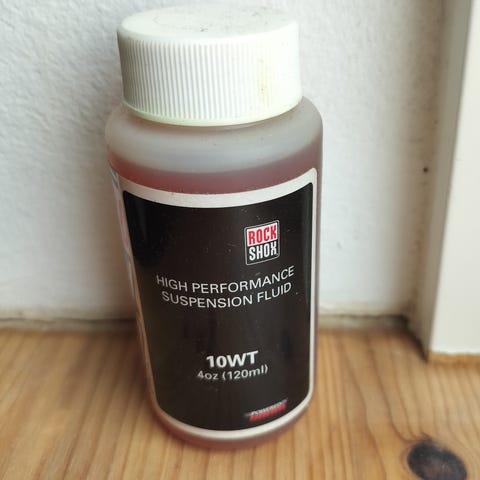 ROCK
SHOX
HIGH PERFORMANCE
SUSPENSION FLUID
10WT
4oz (120ml)